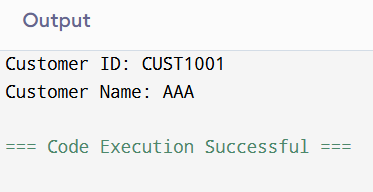 Output
Customer ID: CUST1001
Customer Name: AAA
=== Code Execution Successful ===